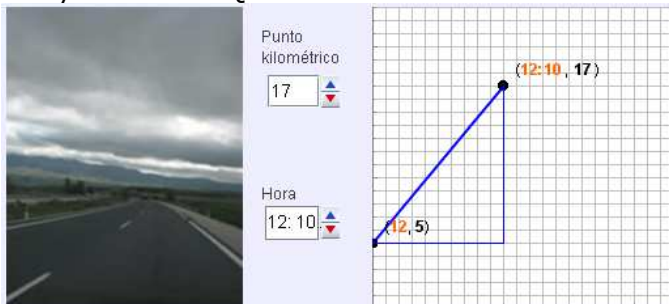 Punto
kilométrico
17
Hora
12: 10.
(12:10 , 17 )
(12, 5)